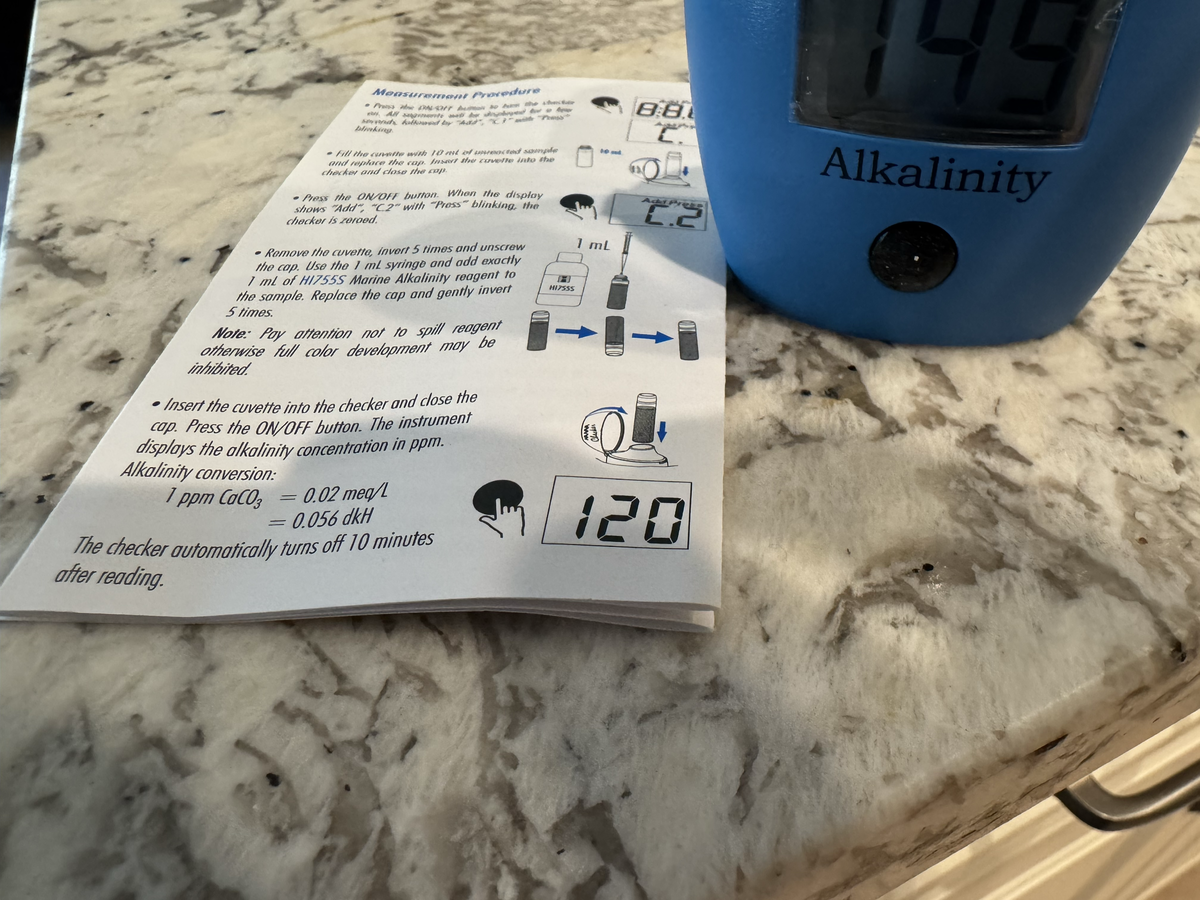 Measurement Procedure
• Press the ON/OFF button to turn the checker
on. All segments will be displayed for a few
seconds, followed by "Add", "C.1" with "Press"
blinking.
• Fill the cuvette with 10 mL of unreacted sample
and replace the cap. Insert the cuvette into the
checker and close the cap.
10 mL
• Press the ON/OFF button. When the display
shows "Add", "C.2" with "Press" blinking, the
checker is zeroed.
Add Press
C.2
• Remove the cuvette, invert 5 times and unscrew
the cap. Use the 1 mL syringe and add exactly
1 mL of HI755S Marine Alkalinity reagent to
the sample. Replace the cap and gently invert
5 times.
1 mL
HI755S
Note: Pay attention not to spill reagent
otherwise full color development may be
inhibited.
• Insert the cuvette into the checker and close the
cap. Press the ON/OFF button. The instrument
displays the alkalinity concentration in ppm.
Alkalinity conversion:
1 ppm CaCO3 = 0.02 meq/L
= 0.056 dkH
120
The checker automatically turns off 10 minutes
after reading.
Alkalinity